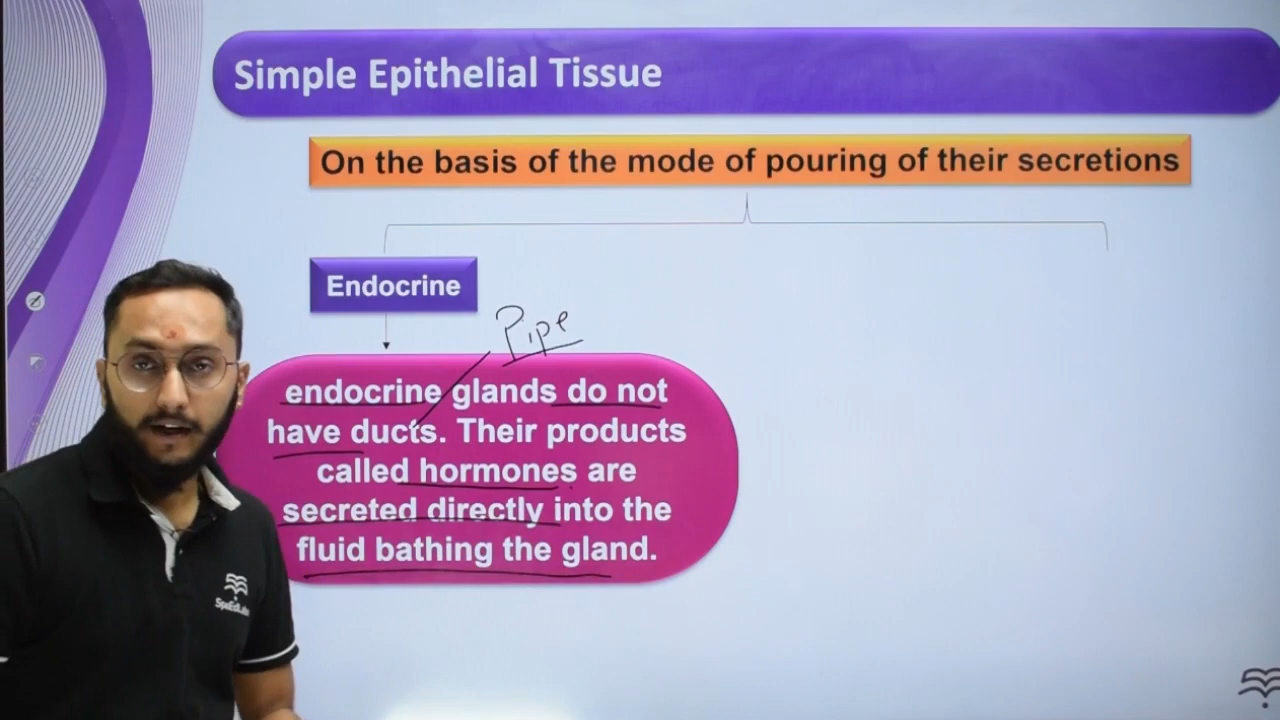 Simple Epithelial Tissue
On the basis of the mode of pouring of their secretions
Endocrine
Pipe
endocrine glands do not
have ducts. Their products
called hormones are
secreted directly into the
fluid bathing the gland.